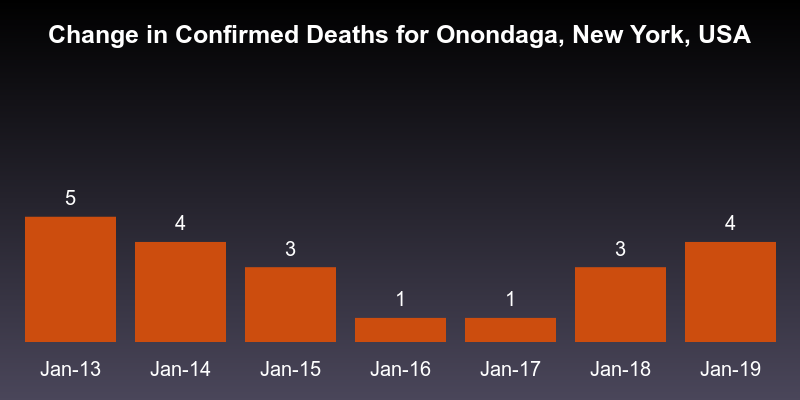 Change in Confirmed Deaths for Onondaga, New York, USA
5
4
3
1
1
3
4
Jan-13
Jan-14
Jan-15
Jan-16
Jan-17
Jan-18
Jan-19